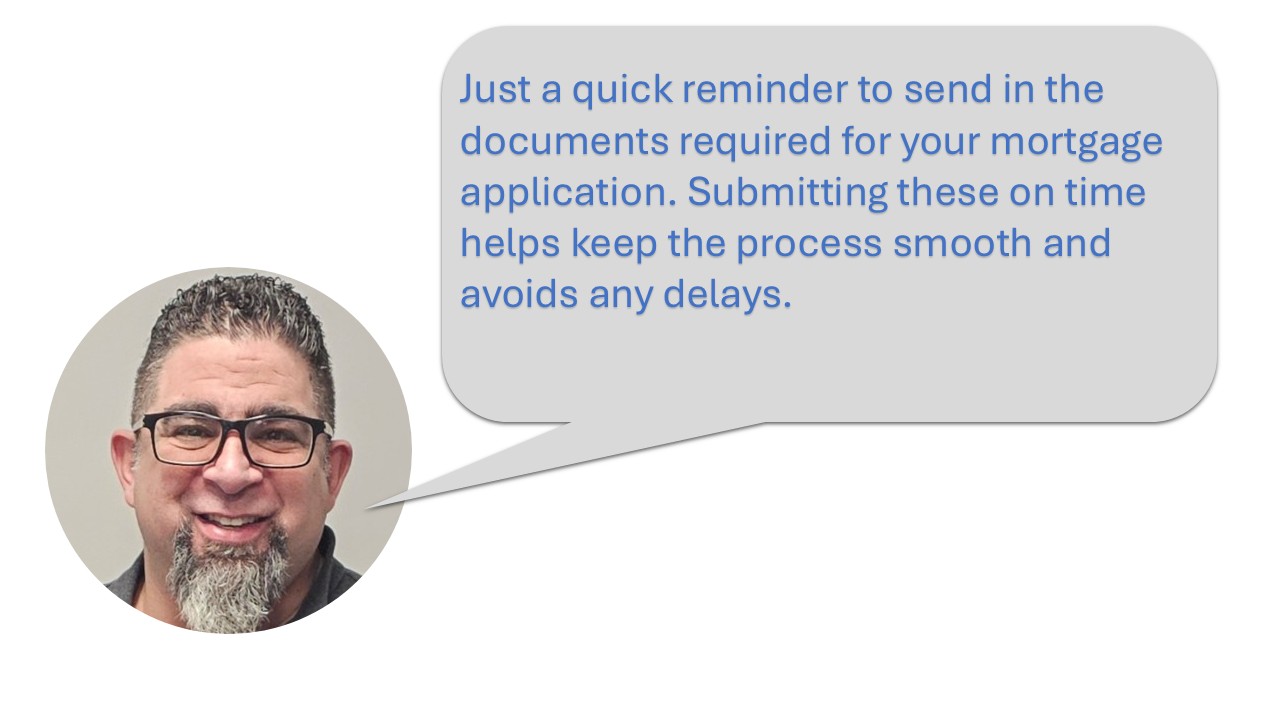 Just a quick reminder to send in the
documents required for your mortgage
application. Submitting these on time
helps keep the process smooth and
avoids any delays.